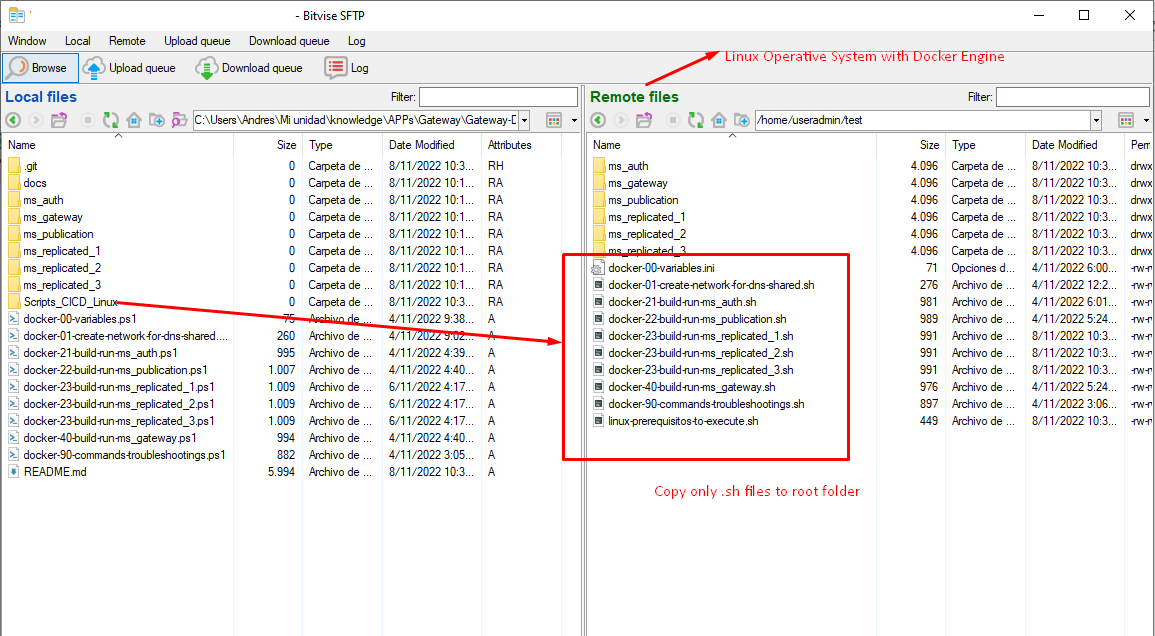 - Bitvise SFTP
Window Local Remote Upload queue Download queue Log
Browse Upload queue Download queue Log
Linux Operative System with Docker Engine
Local files Filter:
C:\Users\Andres\Mi unidad\knowledge\APPs\Gateway\Gateway-D
Name Size Type Date Modified Attributes
.git 0 Carpeta de ... 8/11/2022 10:3... RH
docs 0 Carpeta de ... 8/11/2022 10:1... RA
ms_auth 0 Carpeta de ... 8/11/2022 10:1... RA
ms_gateway 0 Carpeta de ... 8/11/2022 10:1... RA
ms_publication 0 Carpeta de ... 8/11/2022 10:1... RA
ms_replicated_1 0 Carpeta de ... 8/11/2022 10:1... RA
ms_replicated_2 0 Carpeta de ... 8/11/2022 10:1... RA
ms_replicated_3 0 Carpeta de ... 8/11/2022 10:1... RA
Scripts_CICD_Linux 0 Carpeta de ... 8/11/2022 10:3... RA
docker-00-variables.ps1 75 Archivo de ... 4/11/2022 9:38... A
docker-01-create-network-for-dns-shared.... 260 Archivo de ... 4/11/2022 9:02... A
docker-21-build-run-ms_auth.ps1 995 Archivo de ... 4/11/2022 4:39... A
docker-22-build-run-ms_publication.ps1 1.007 Archivo de ... 4/11/2022 4:40... A
docker-23-build-run-ms_replicated_1.ps1 1.009 Archivo de ... 6/11/2022 4:17... A
docker-23-build-run-ms_replicated_2.ps1 1.009 Archivo de ... 6/11/2022 4:17... A
docker-23-build-run-ms_replicated_3.ps1 1.009 Archivo de ... 6/11/2022 4:17... A
docker-40-build-run-ms_gateway.ps1 994 Archivo de ... 4/11/2022 4:40... A
docker-90-commands-troubleshootings.ps1 882 Archivo de ... 4/11/2022 3:05... A
README.md 5.994 Archivo de ... 8/11/2022 10:3... A
Remote files Filter:
/home/useradmin/test
Name Size Type Date Modified Perm
ms_auth 4.096 Carpeta de ... 8/11/2022 10:3... drwx
ms_gateway 4.096 Carpeta de ... 8/11/2022 10:3... drwx
ms_publication 4.096 Carpeta de ... 8/11/2022 10:3... drwx
ms_replicated_1 4.096 Carpeta de ... 8/11/2022 10:3... drwx
ms_replicated_2 4.096 Carpeta de ... 8/11/2022 10:3... drwx
ms_replicated_3 4.096 Carpeta de ... 8/11/2022 10:3... drwx
docker-00-variables.ini 71 Opciones d... 4/11/2022 6:00... -rw-r
docker-01-create-network-for-dns-shared.sh 276 Archivo de ... 4/11/2022 12:2... -rw-r
docker-21-build-run-ms_auth.sh 981 Archivo de ... 4/11/2022 6:01... -rw-r
docker-22-build-run-ms_publication.sh 989 Archivo de ... 4/11/2022 5:24... -rw-r
docker-23-build-run-ms_replicated_1.sh 991 Archivo de ... 8/11/2022 10:3... -rw-r
docker-23-build-run-ms_replicated_2.sh 991 Archivo de ... 8/11/2022 10:3... -rw-r
docker-23-build-run-ms_replicated_3.sh 991 Archivo de ... 8/11/2022 10:3... -rw-r
docker-40-build-run-ms_gateway.sh 976 Archivo de ... 4/11/2022 5:24... -rw-r
docker-90-commands-troubleshootings.sh 897 Archivo de ... 4/11/2022 3:06... -rw-r
linux-prerequisitos-to-execute.sh 449 Archivo de ... 8/11/2022 10:3... -rw-r
Copy only .sh files to root folder